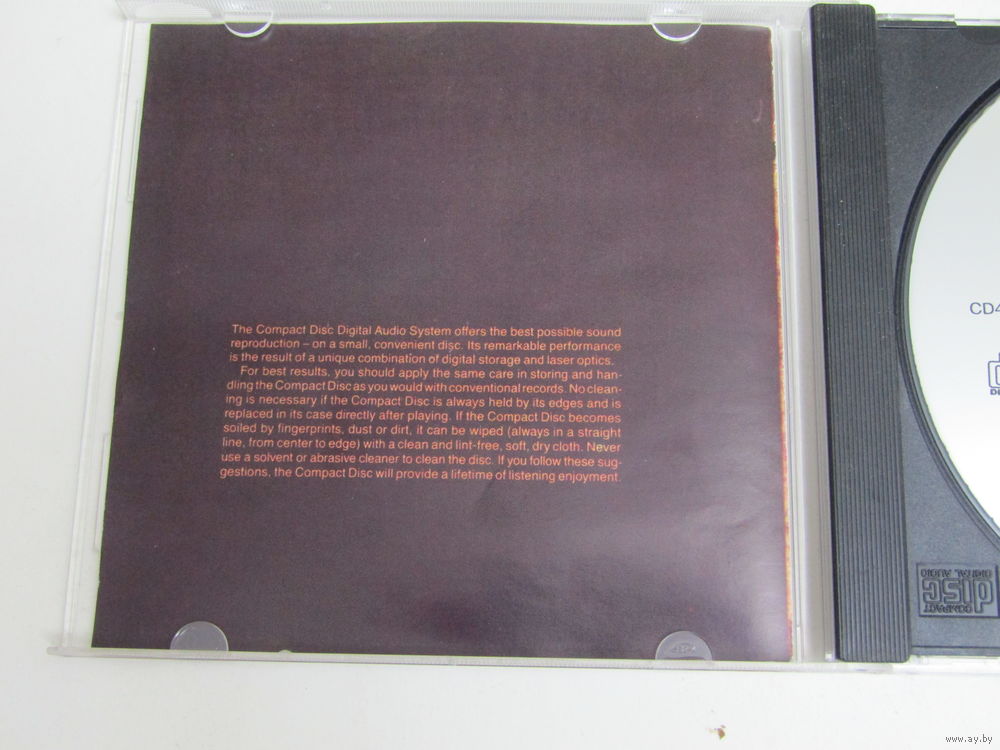 The Compact Disc Digital Audio System offers the best possible sound
reproduction – on a small, convenient disc. Its remarkable performance
is the result of a unique combination of digital storage and laser optics.
For best results, you should apply the same care in storing and han-
dling the Compact Disc as you would with conventional records. No clean-
ing is necessary if the Compact Disc is always held by its edges and is
replaced in its case directly after playing. If the Compact Disc becomes
soiled by fingerprints, dust or dirt, it can be wiped (always in a straight
line, from center to edge) with a clean and lint-free, soft, dry cloth. Never
use a solvent or abrasive cleaner to clean the disc. If you follow these sug-
gestions, the Compact Disc will provide a lifetime of listening enjoyment.
CD4
COMPACT
disc
DIGITAL AUDIO
www.ay.by